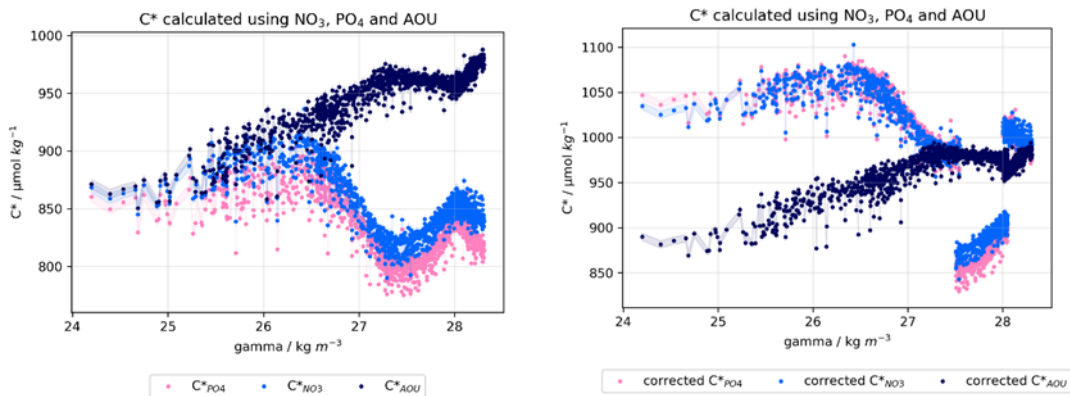 C* calculated using NO₃, PO₄ and AOU
1000
950
900
850
800
C* / μmol kg⁻¹
24 25 26 27 28
gamma / kg m⁻³
C*PO4 C*NO3 C*AOU
C* calculated using NO₃, PO₄ and AOU
1100
1050
1000
950
900
850
C* / μmol kg⁻¹
24 25 26 27 28
gamma / kg m⁻³
corrected C*PO4 corrected C*NO3 corrected C*AOU